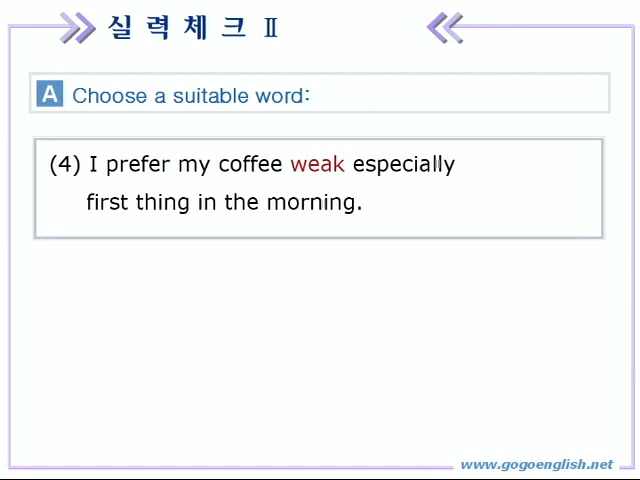 실 력 체 크 Ⅱ
A Choose a suitable word:
(4) I prefer my coffee weak especially
first thing in the morning.
www.gogoenglish.net